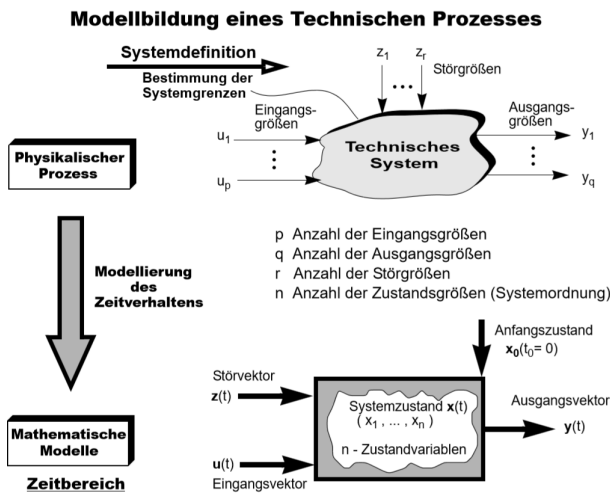 Modellbildung eines Technischen Prozesses
Systemdefinition
Bestimmung der
Systemgrenzen
z1
zr
Störgrößen
Eingangs-
größen
Ausgangs-
größen
u1
up
Technisches
System
y1
yq
Physikalischer
Prozess
p Anzahl der Eingangsgrößen
q Anzahl der Ausgangsgrößen
r Anzahl der Störgrößen
n Anzahl der Zustandsgrößen (Systemordnung)
Modellierung
des
Zeitverhaltens
Anfangszustand
x0(t0= 0)
Störvektor
z(t)
Systemzustand x(t)
( x1 , ... , xn )
n - Zustandvariablen
Ausgangsvektor
y(t)
u(t)
Eingangsvektor
Mathematische
Modelle
Zeitbereich